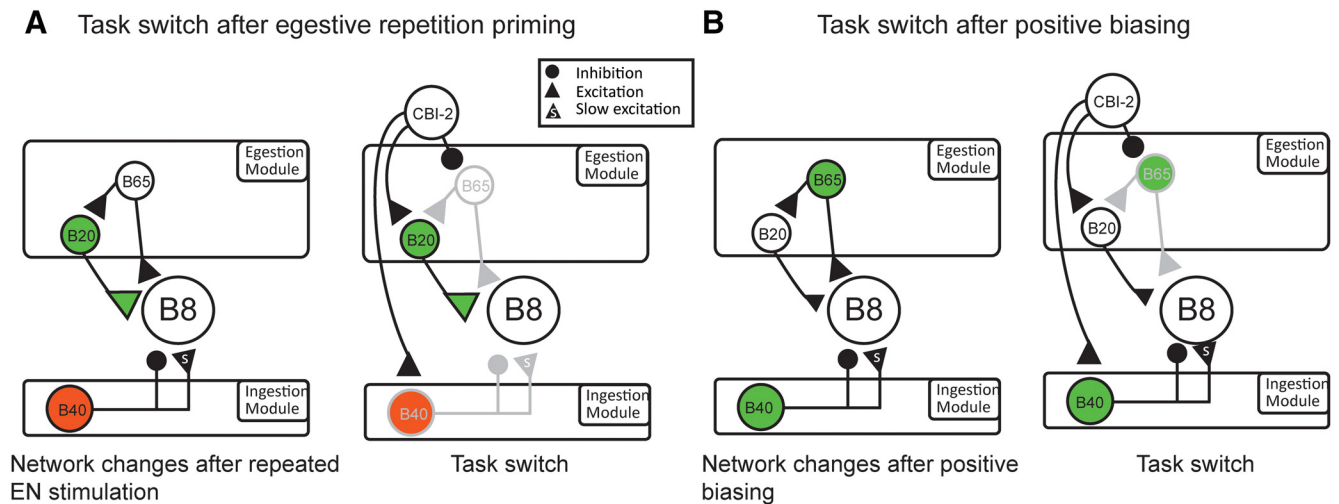 A Task switch after egestive repetition priming
B Task switch after positive biasing
Inhibition
Excitation
S Slow excitation
Egestion
Module
B65
B20
B8
S
B40
Ingestion
Module
Network changes after repeated
EN stimulation
CBI-2
Egestion
Module
B65
B20
B8
S
B40
Ingestion
Module
Task switch
Egestion
Module
B65
B20
B8
S
B40
Ingestion
Module
Network changes after positive
biasing
CBI-2
Egestion
Module
B65
B20
B8
S
B40
Ingestion
Module
Task switch